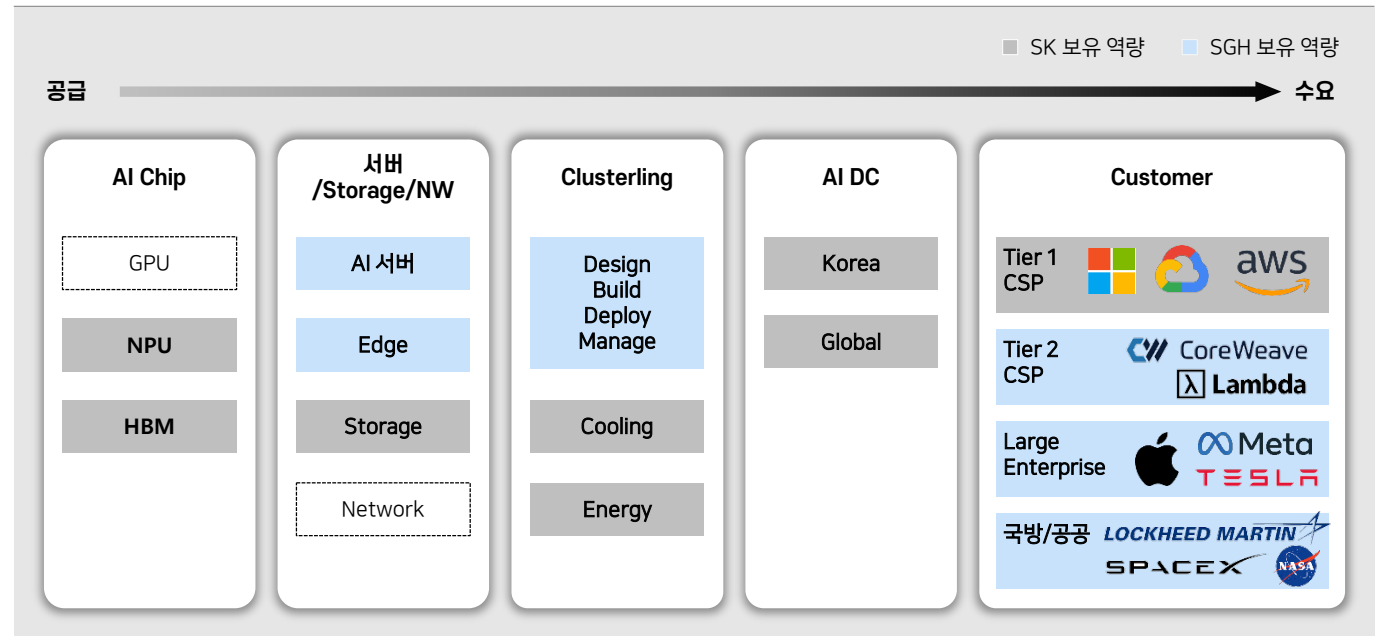 SK 보유 역량
SGH 보유 역량
공급
수요
AI Chip
GPU
NPU
HBM
서버
/Storage/NW
AI 서버
Edge
Storage
Network
Clusterling
Design
Build
Deploy
Manage
Cooling
Energy
AI DC
Korea
Global
Customer
Tier 1
CSP
aws
Tier 2
CSP
CoreWeave
λ Lambda
Large
Enterprise
Meta
TESLA
국방/공공
LOCKHEED MARTIN
SPACEX
NASA